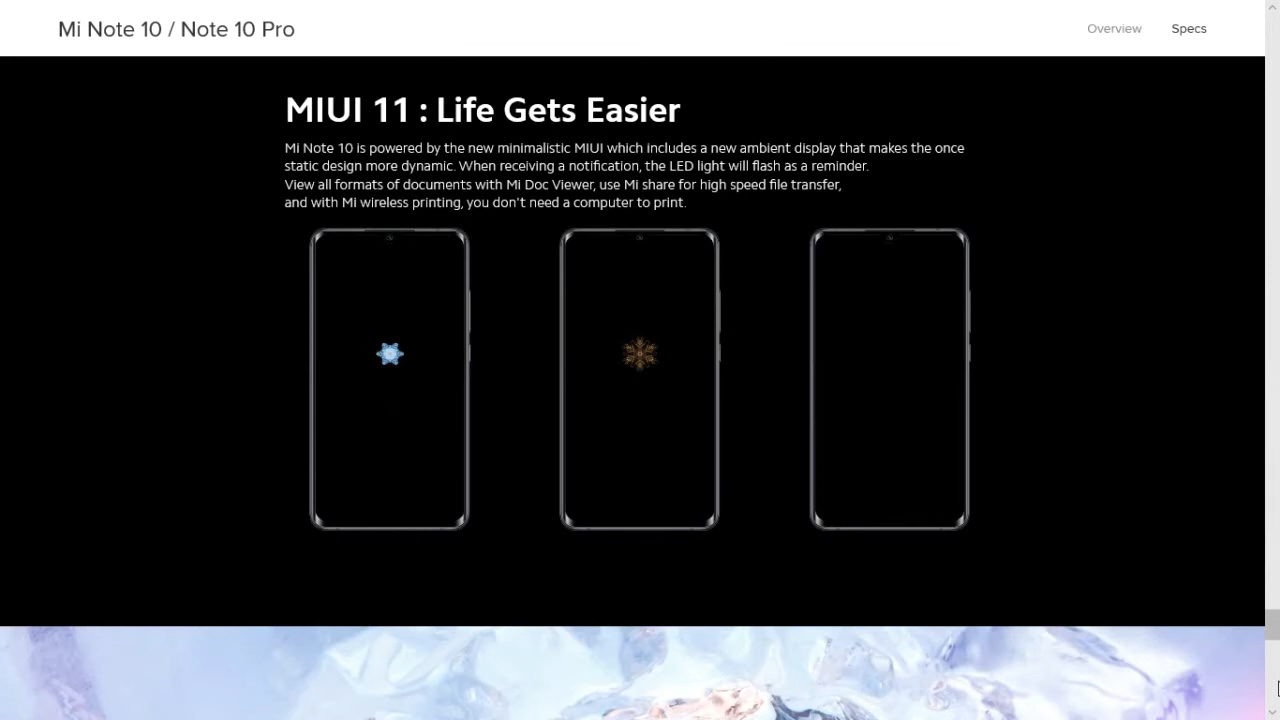 Mi Note 10 / Note 10 Pro
Overview
Specs
MIUI 11 : Life Gets Easier
Mi Note 10 is powered by the new minimalistic MIUI which includes a new ambient display that makes the once
static design more dynamic. When receiving a notification, the LED light will flash as a reminder.
View all formats of documents with Mi Doc Viewer, use Mi share for high speed file transfer,
and with Mi wireless printing, you don't need a computer to print.